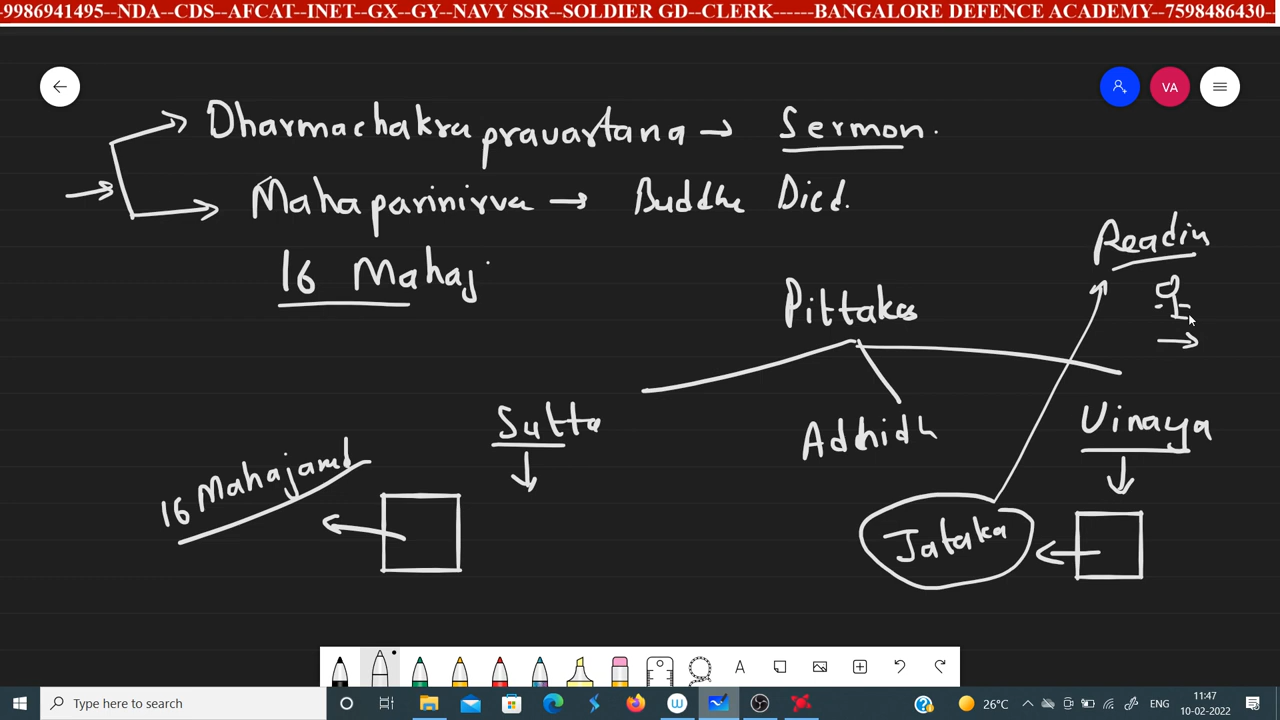 -9986941495--NDA--CDS--AFCAT--INET--GX--GY--NAVY SSR--SOLDIER GD--CLERK------BANGALORE DEFENCE ACADEMY--7598486430--
VA
Dharmachakra pravartana → Sermon.
Mahaparinirva → Buddha Died.
16 Mahaj
Readin
Pittakas
Sutta
Adhidh
Vinaya
16 Mahajanad
Jataka
A
Type here to search
26°C
ENG
11:47
10-02-2022